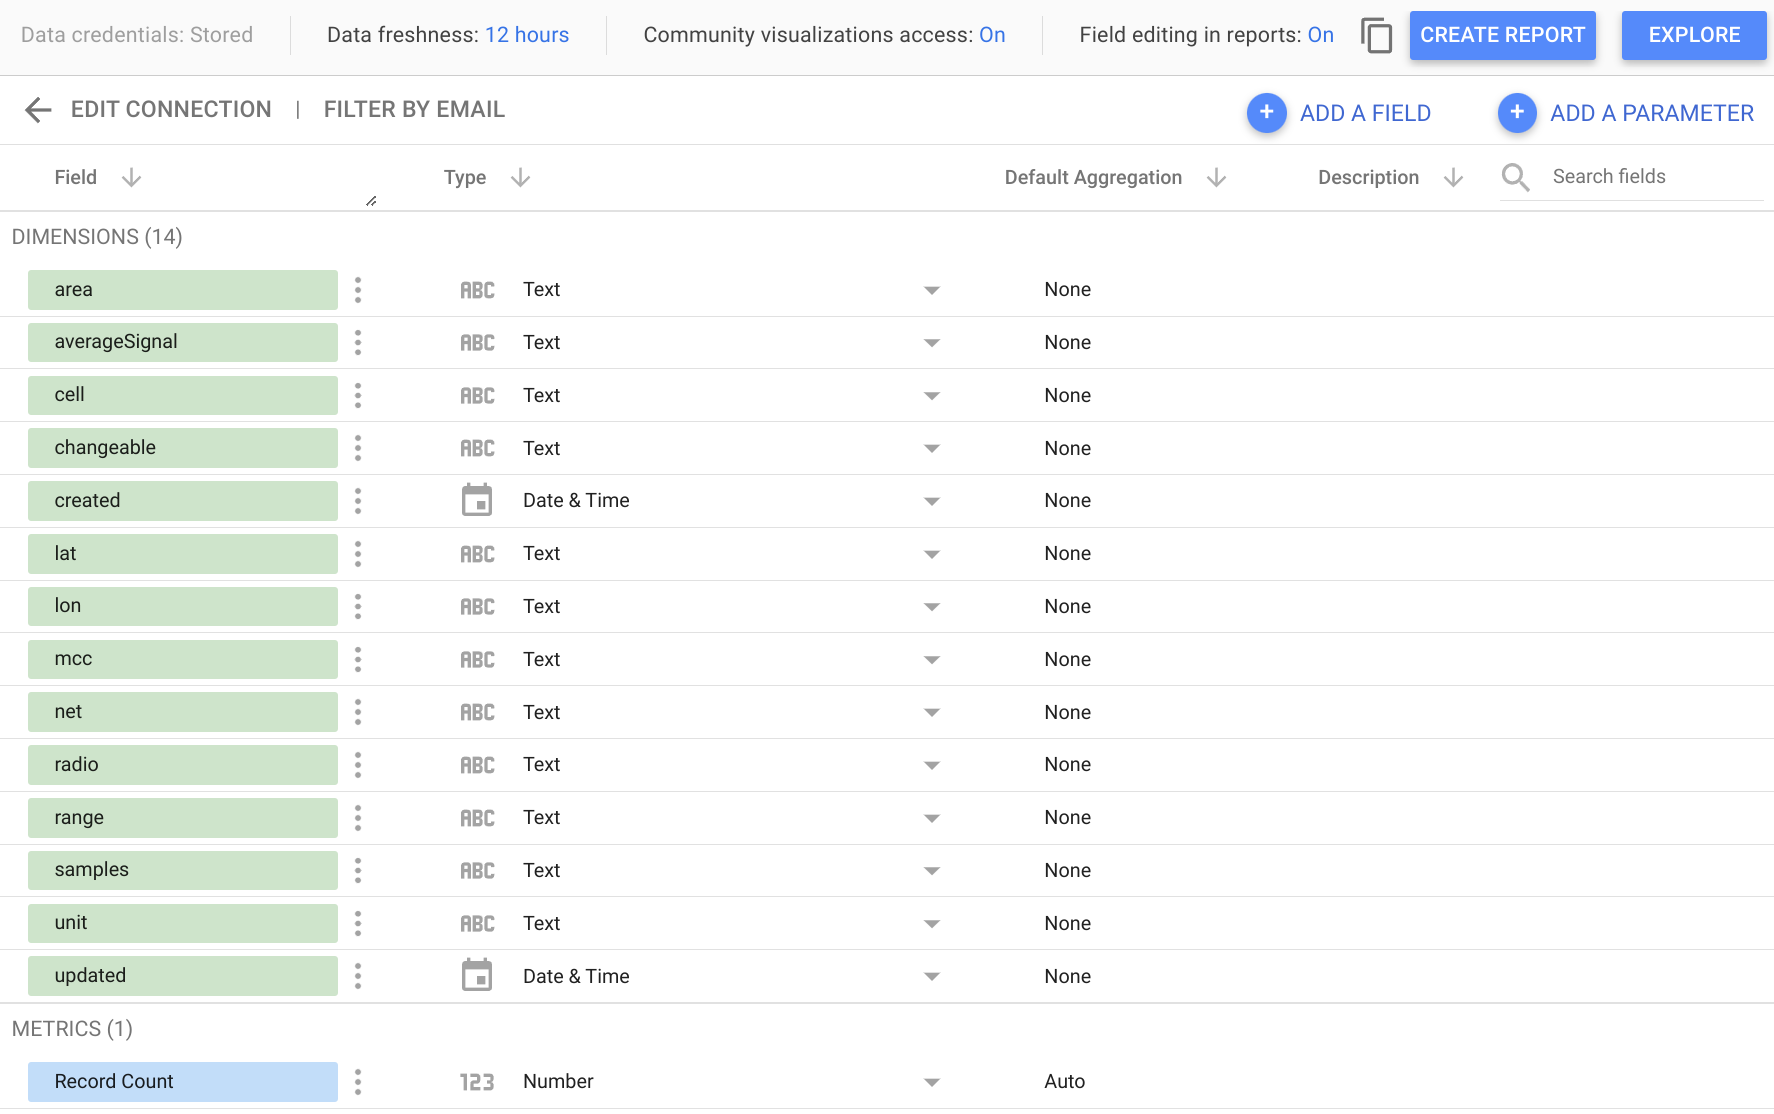 Data credentials: Stored Data freshness: 12 hours Community visualizations access: On Field editing in reports: On CREATE REPORT EXPLORE
EDIT CONNECTION | FILTER BY EMAIL + ADD A FIELD + ADD A PARAMETER
Field Type Default Aggregation Description Search fields
DIMENSIONS (14)
area ABC Text None
averageSignal ABC Text None
cell ABC Text None
changeable ABC Text None
created Date & Time None
lat ABC Text None
lon ABC Text None
mcc ABC Text None
net ABC Text None
radio ABC Text None
range ABC Text None
samples ABC Text None
unit ABC Text None
updated Date & Time None
METRICS (1)
Record Count 123 Number Auto